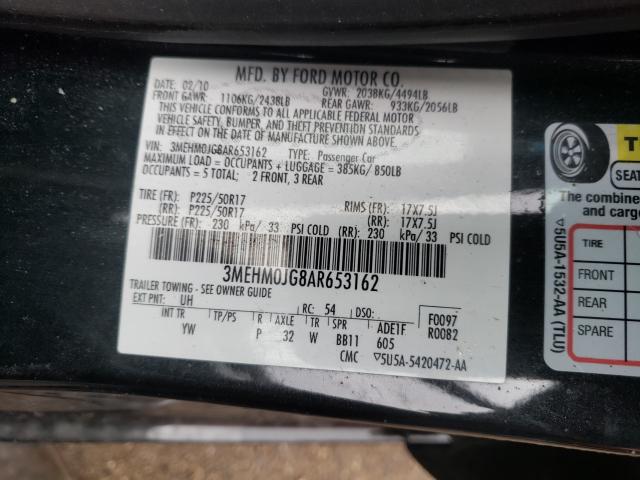 MFD. BY FORD MOTOR CO.
DATE: 02/10 GVWR: 2038KG/4494LB
FRONT GAWR: 1106KG/2438LB REAR GAWR: 933KG/2056LB
THIS VEHICLE CONFORMS TO ALL APPLICABLE FEDERAL MOTOR
VEHICLE SAFETY, BUMPER, AND THEFT PREVENTION STANDARDS
IN EFFECT ON THE DATE OF MANUFACTURE SHOWN ABOVE.
VIN: 3MEHM0JG8AR653162 TYPE: Passenger Car
MAXIMUM LOAD = OCCUPANTS + LUGGAGE = 385KG/850LB
OCCUPANTS = 5 TOTAL; 2 FRONT, 3 REAR
TIRE (FR): P225/50R17 RIMS (FR): 17X7.5J
(RR): P225/50R17 (RR): 17X7.5J
PRESSURE (FR): 230 kPa/33 PSI COLD (RR): 230 kPa/33 PSI COLD
3MEHM0JG8AR653162
TRAILER TOWING - SEE OWNER GUIDE
EXT PNT: UH RC: 54 DSO: F0097
R0082
INT TR TP/PS R AXLE TR SPR ADE1F
YW P 32 W BB11 605
CMC ▽5U5A-5420472-AA
T
SEAT
The combine
and cargo
TIRE
FRONT
REAR
SPARE
▽5U5A-1532-AA (TLU)